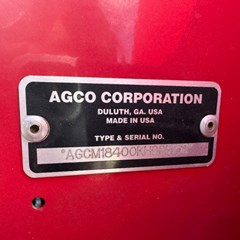 AGCO CORPORATION
DULUTH, GA. USA
MADE IN USA
TYPE & SERIAL NO.